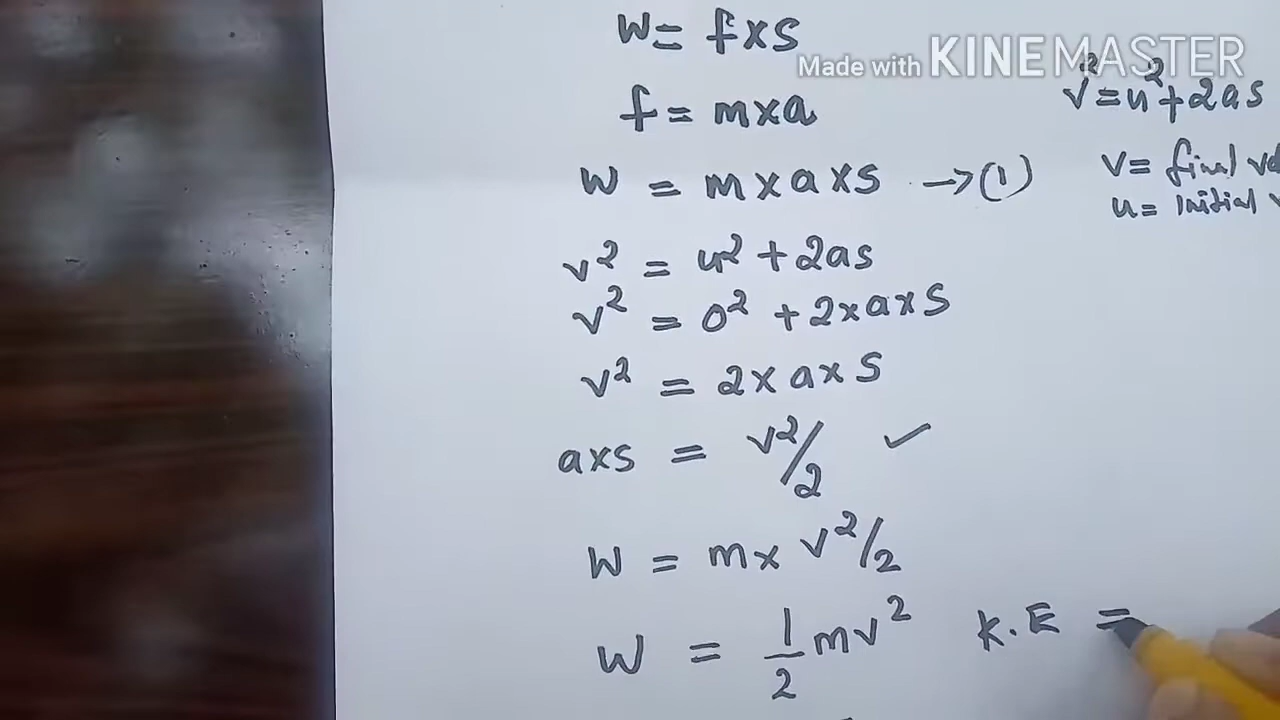 W = f x s
Made with KINEMASTER
f = m x a
v² = u² + 2as
W = m x a x s → (1)
v = final
u = initial
v² = u² + 2as
v² = 0² + 2 x a x s
v² = 2 x a x s
a x s = v²/2 ✓
W = m x v²/2
W = 1/2 mv² K.E =